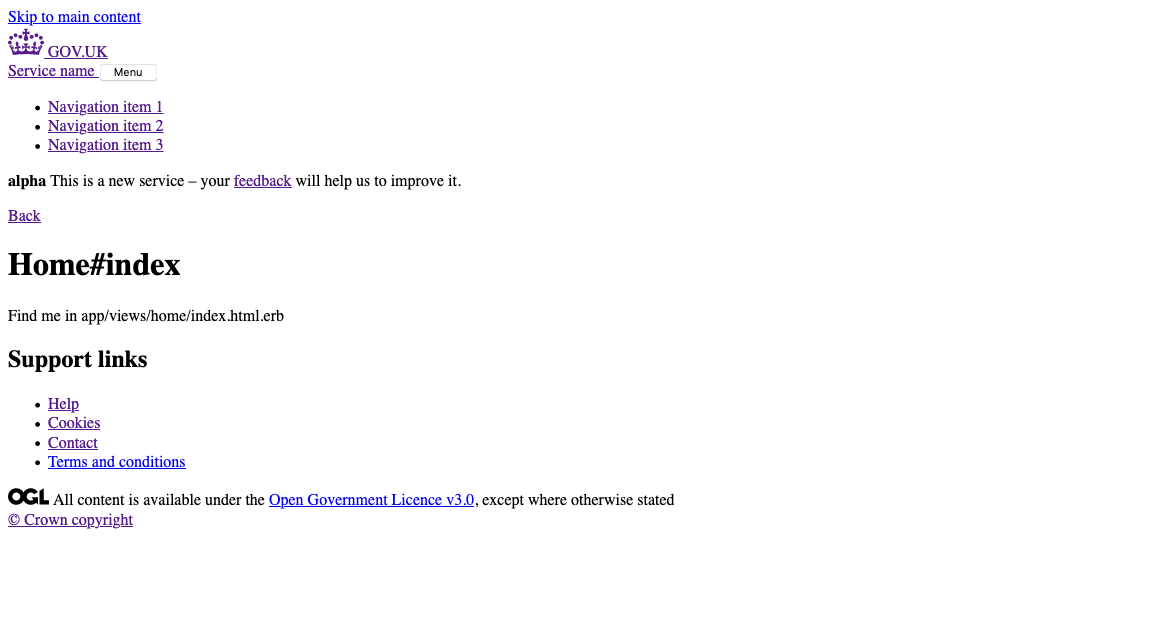 Skip to main content
GOV.UK
Service name Menu
Navigation item 1
Navigation item 2
Navigation item 3
alpha This is a new service – your feedback will help us to improve it.
Back
Home#index
Find me in app/views/home/index.html.erb
Support links
Help
Cookies
Contact
Terms and conditions
OGL All content is available under the Open Government Licence v3.0, except where otherwise stated
© Crown copyright